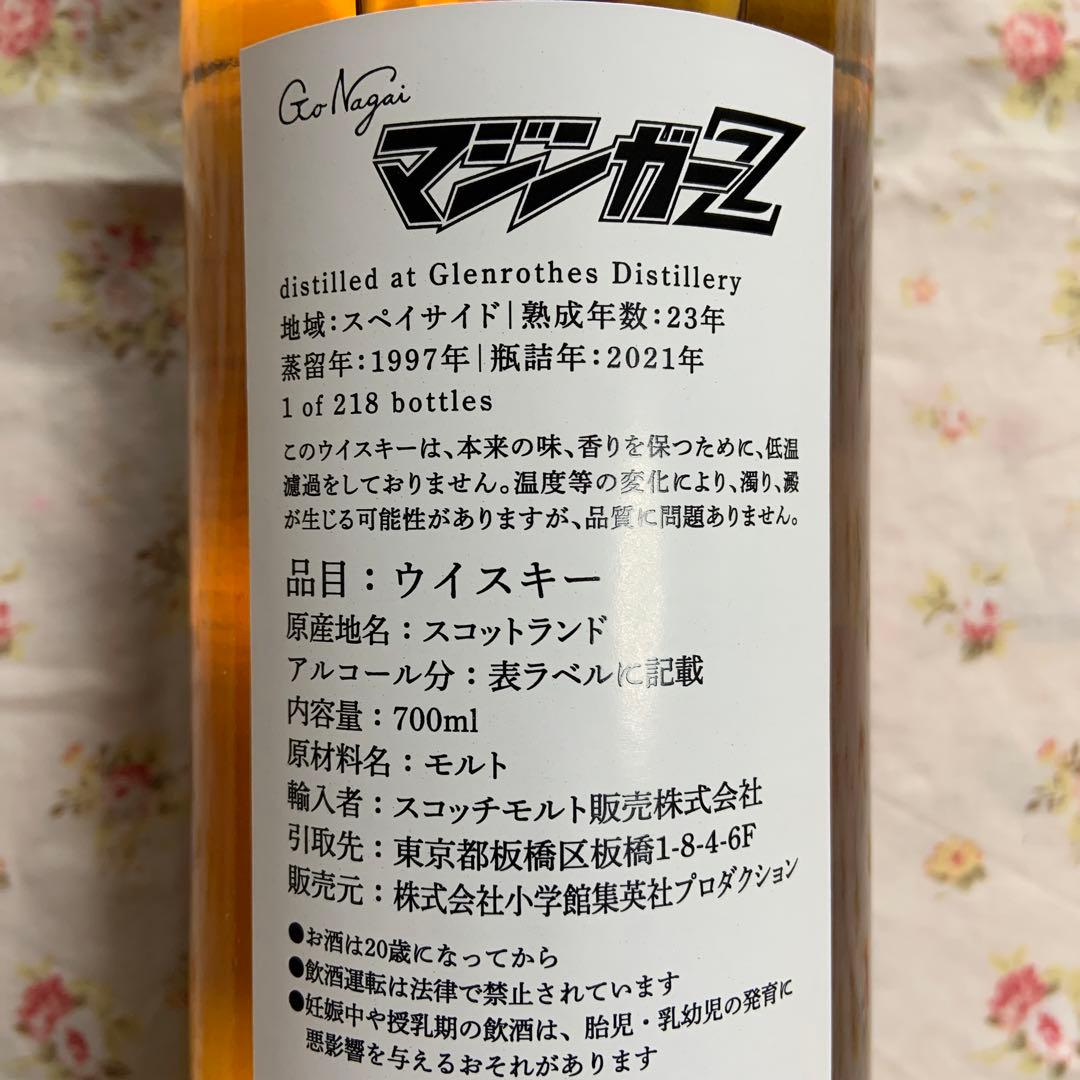 Go Nagai
マジンガーZ
distilled at Glenrothes Distillery
地域:スペイサイド|熟成年数:23年
蒸留年:1997年|瓶詰年:2021年
1 of 218 bottles
このウイスキーは、本来の味、香りを保つために、低温
濾過をしておりません。温度等の変化により、濁り、澱
が生じる可能性がありますが、品質に問題ありません。
品目:ウイスキー
原産地名:スコットランド
アルコール分:表ラベルに記載
内容量:700ml
原材料名:モルト
輸入者:スコッチモルト販売株式会社
引取先:東京都板橋区板橋1-8-4-6F
販売元:株式会社小学館集英社プロダクション
●お酒は20歳になってから
●飲酒運転は法律で禁止されています
●妊娠中や授乳期の飲酒は、胎児・乳幼児の発育に
悪影響を与えるおそれがあります